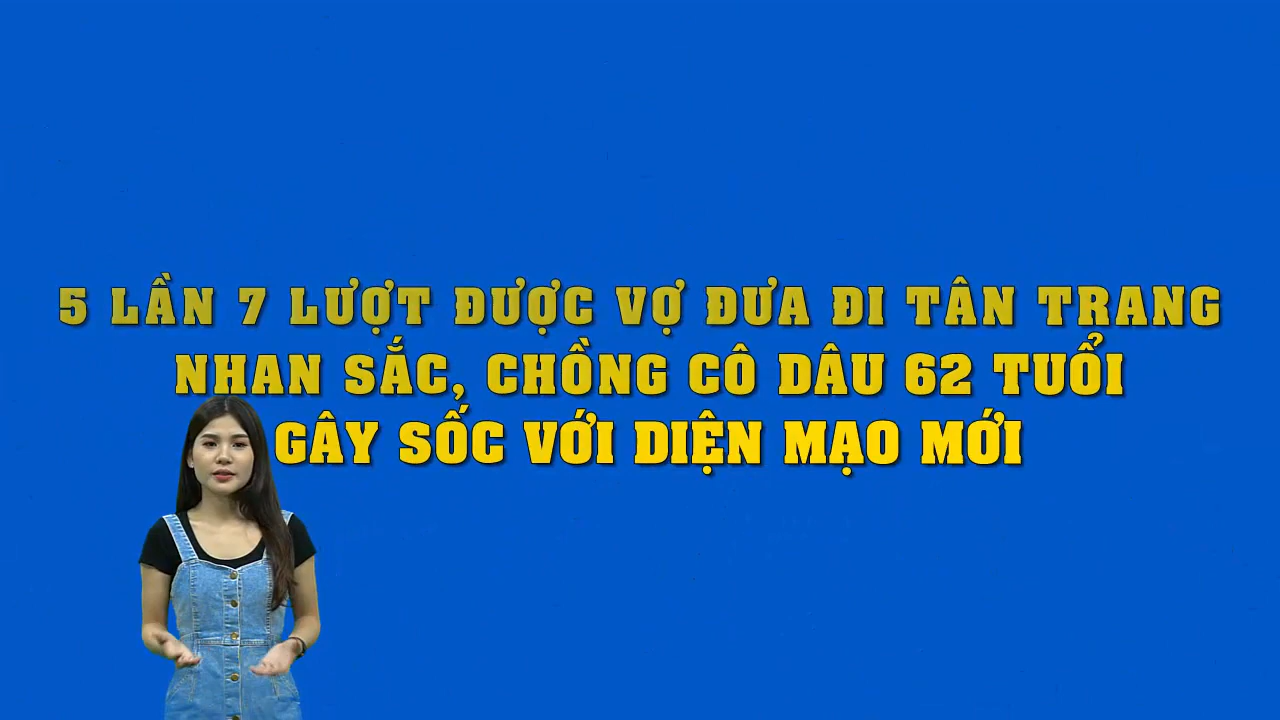 5 LẦN 7 LƯỢT ĐƯỢC VỢ ĐƯA ĐI TÂN TRANG
NHAN SẮC, CHỒNG CÔ DÂU 62 TUỔI
GÂY SỐC VỚI DIỆN MẠO MỚI